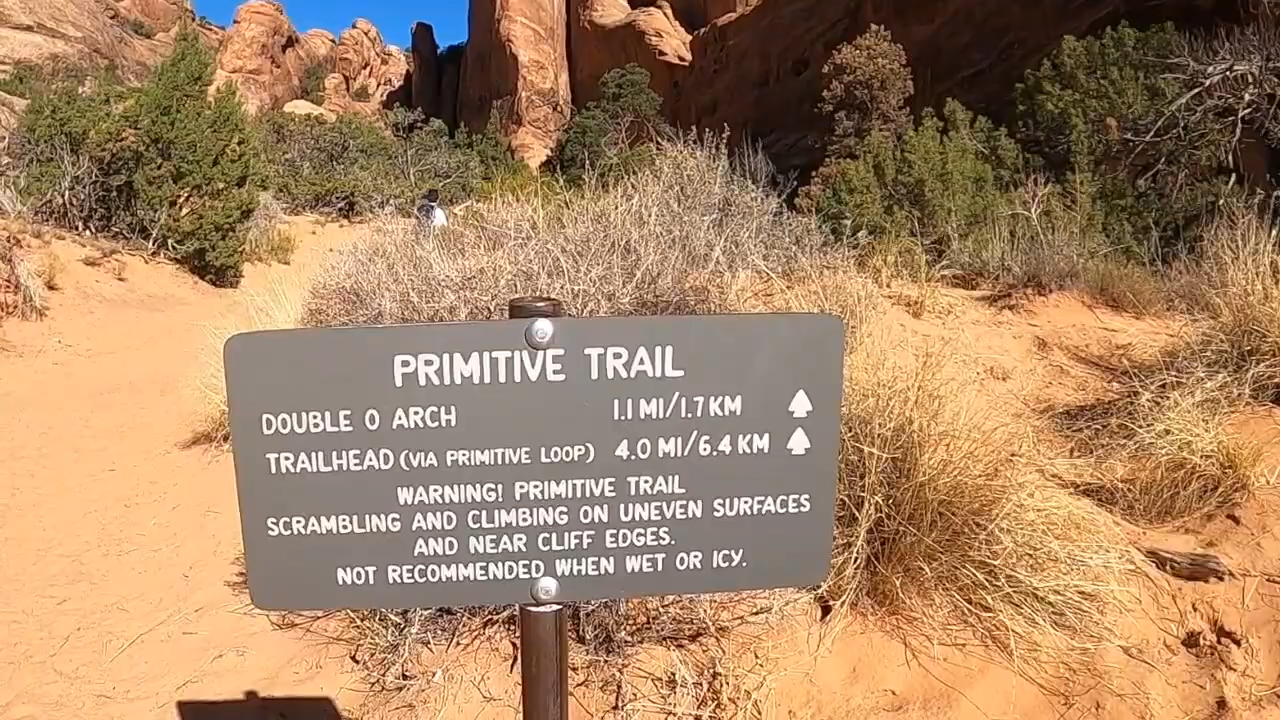 PRIMITIVE TRAIL
DOUBLE O ARCH 1.1 MI/1.7 KM
TRAILHEAD (VIA PRIMITIVE LOOP) 4.0 MI/6.4 KM
WARNING! PRIMITIVE TRAIL
SCRAMBLING AND CLIMBING ON UNEVEN SURFACES
AND NEAR CLIFF EDGES.
NOT RECOMMENDED WHEN WET OR ICY.